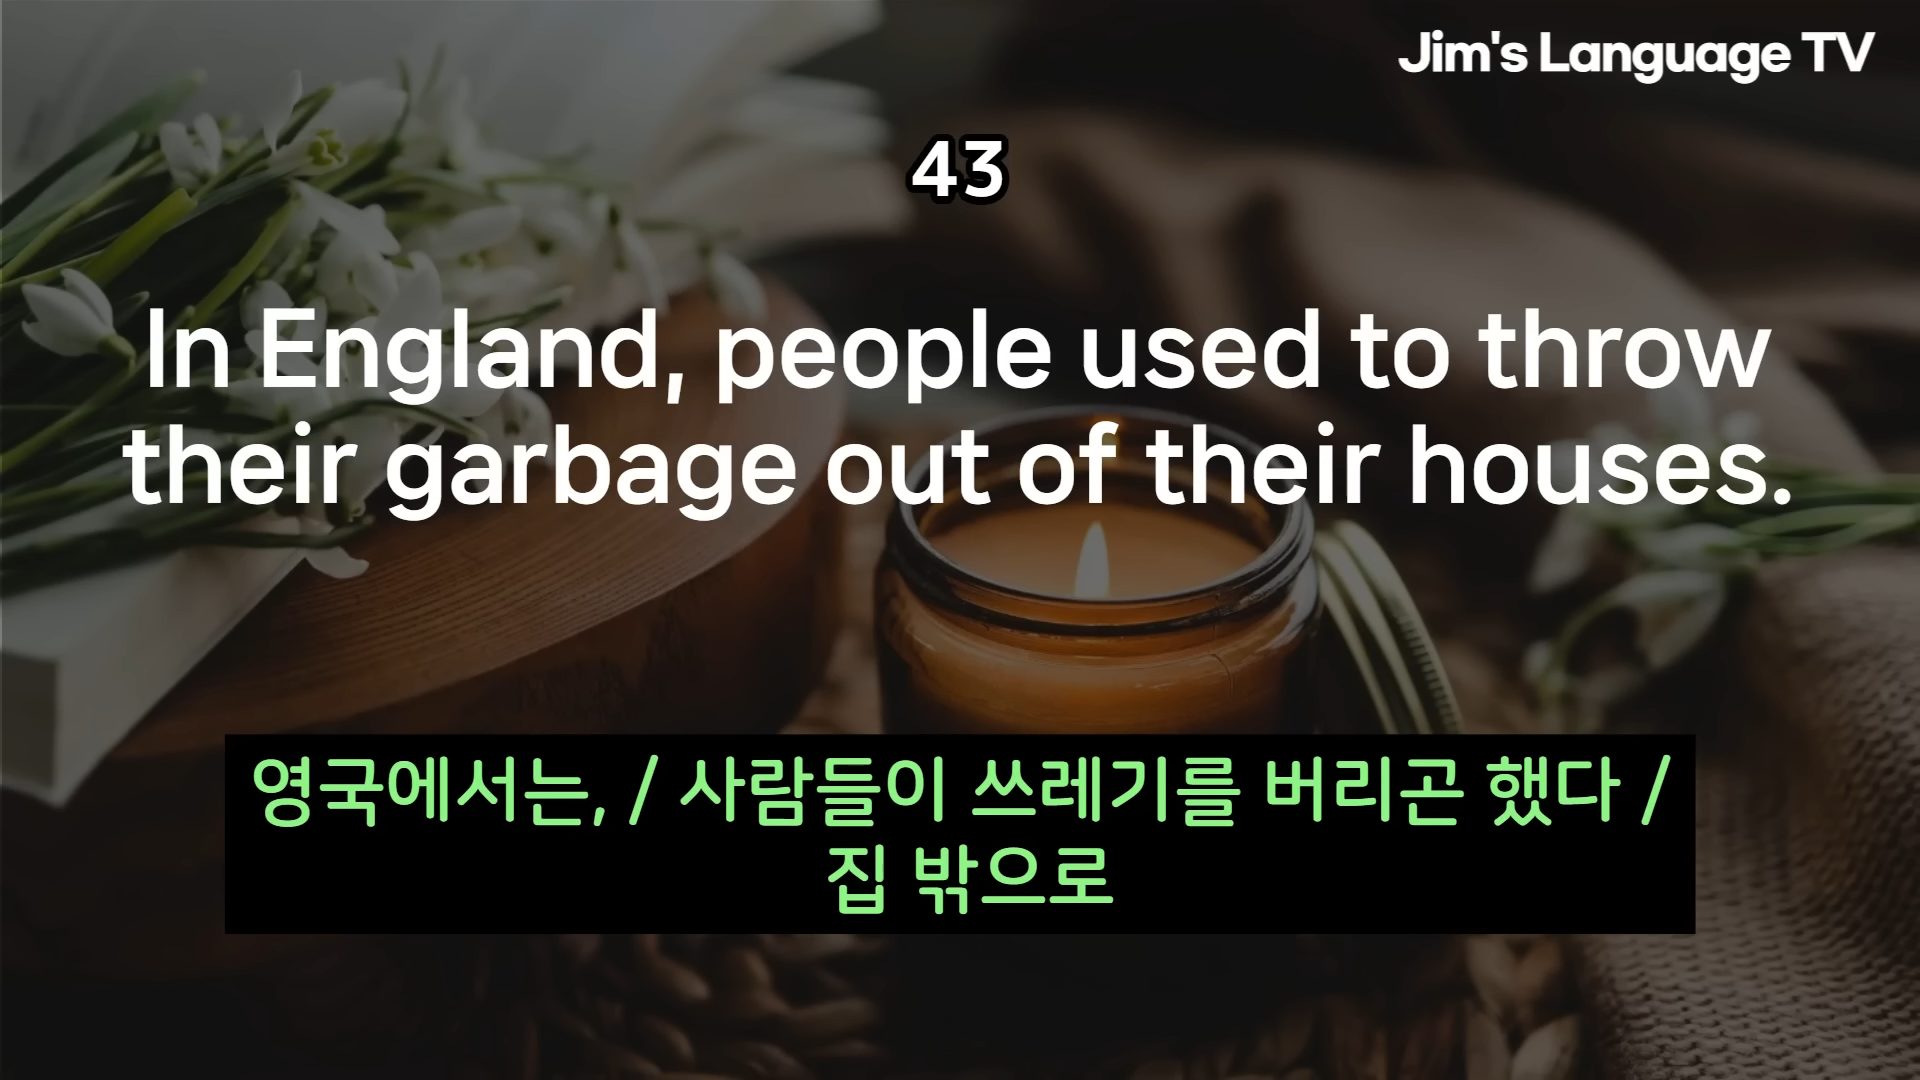 Jim's Language TV
43
In England, people used to throw
their garbage out of their houses.
영국에서는, / 사람들이 쓰레기를 버리곤 했다 /
집 밖으로